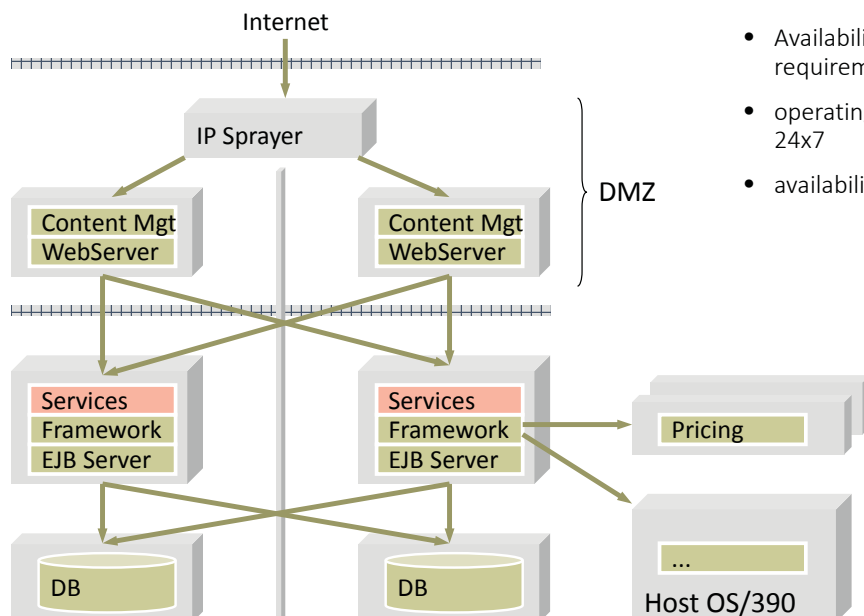 Internet
IP Sprayer
DMZ
Content Mgt
WebServer
Content Mgt
WebServer
Services
Framework
EJB Server
Services
Framework
EJB Server
Pricing
DB
DB
...
Host OS/390
24x7